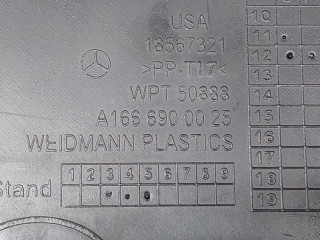 USA
18567321
>PP-T17<
WPT 50888
A166 690 00 25
WEIDMANN PLASTICS
Stand 1 2 3 4 5 6 7 8 9
10
11
12
13
14
15
16
17
18
19